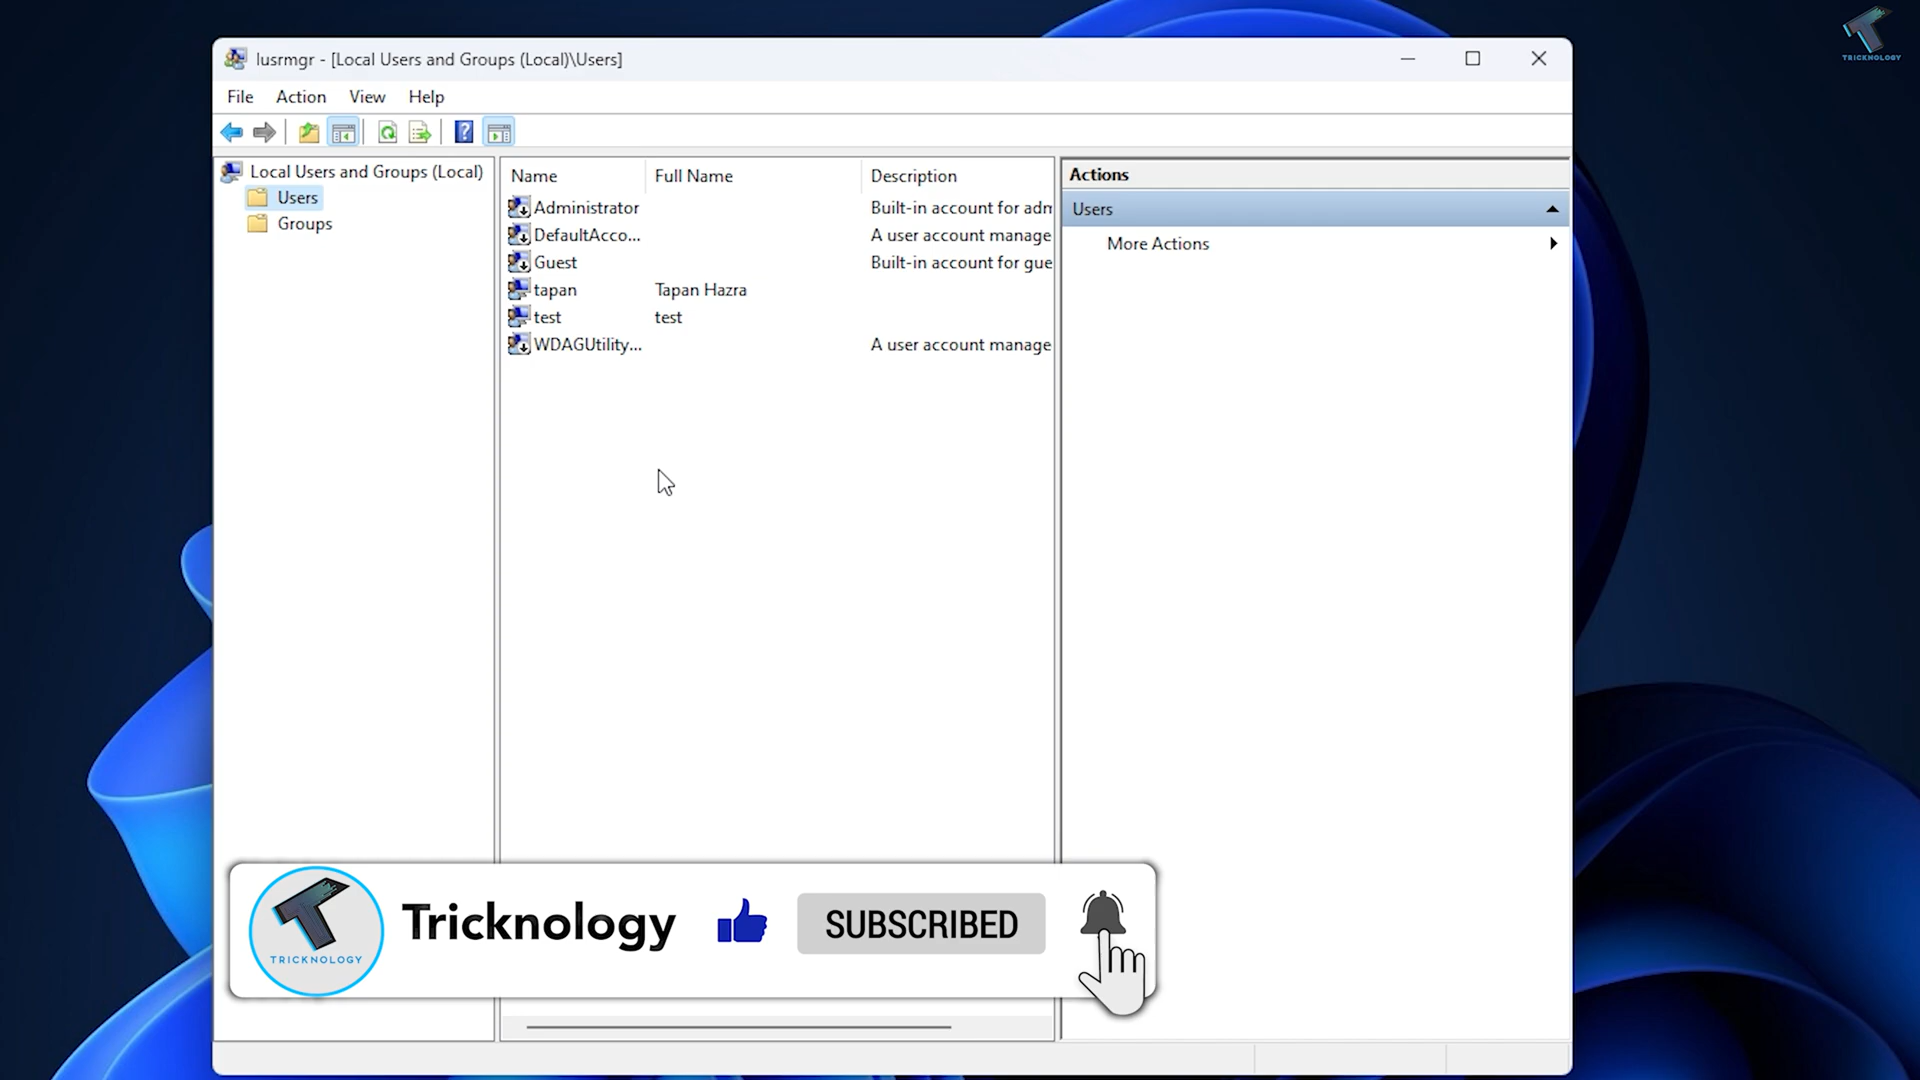 TRICKNOLOGY
lusrmgr - [Local Users and Groups (Local)\Users]
File Action View Help
Local Users and Groups (Local)
Users
Groups
Name Full Name Description
Administrator Built-in account for adm
DefaultAcco... A user account manage
Guest Built-in account for gue
tapan Tapan Hazra
test test
WDAGUtility... A user account manage
Actions
Users
More Actions
TRICKNOLOGY
Tricknology
SUBSCRIBED